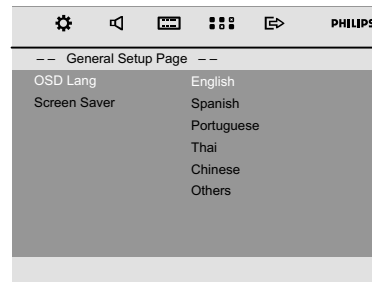 PHILIPS
-- General Setup Page --
OSD Lang English
Screen Saver Spanish
Portuguese
Thai
Chinese
Others